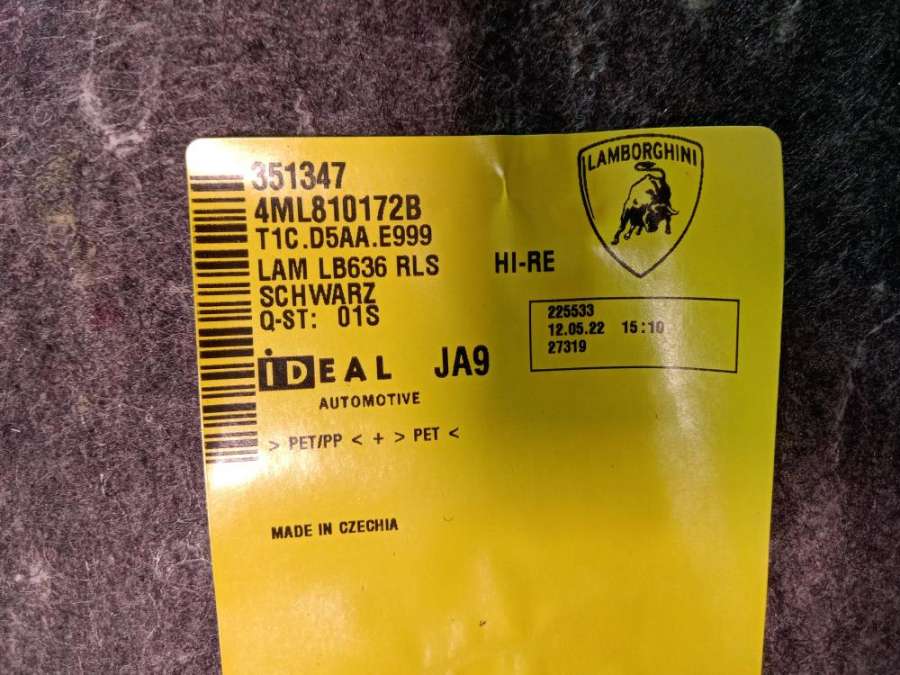 LAMBORGHINI
351347
4ML810172B
T1C.D5AA.E999
LAM LB636 RLS HI-RE
SCHWARZ
Q-ST: 01S
225533
12.05.22 15:10
27319
iDEAL JA9
AUTOMOTIVE
> PET/PP < + > PET <
MADE IN CZECHIA